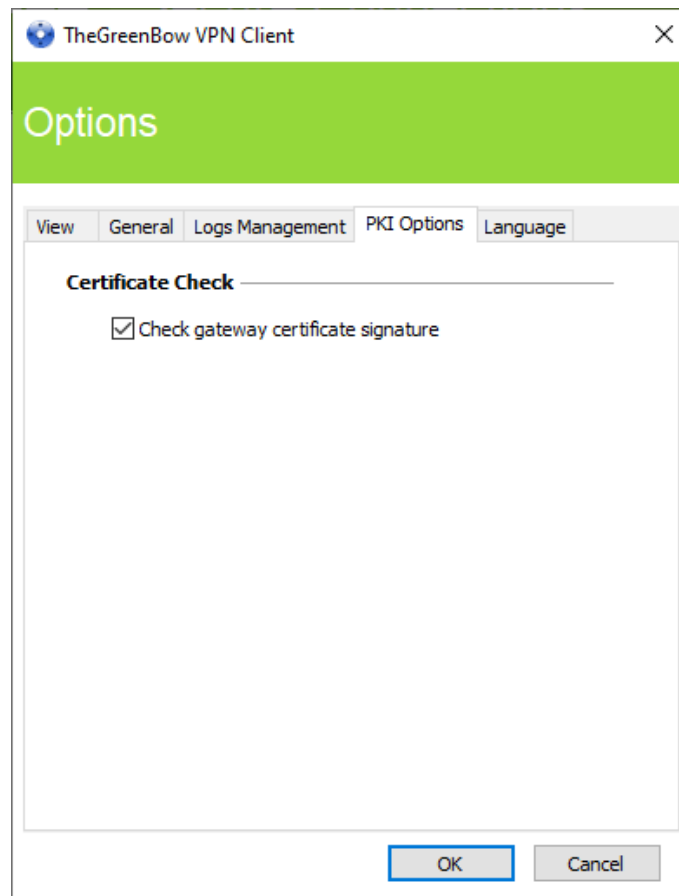 TheGreenBow VPN Client
Options
View General Logs Management PKI Options Language
Certificate Check
Check gateway certificate signature
OK Cancel